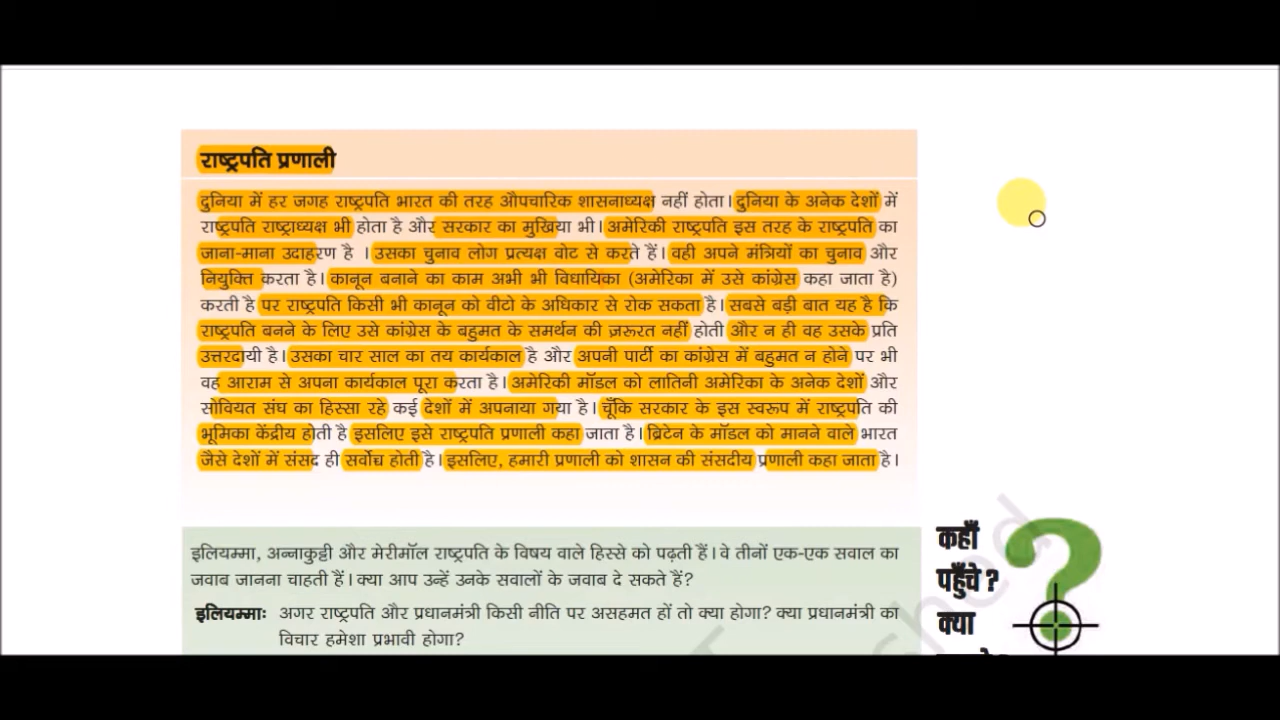 राष्ट्रपति प्रणाली
दुनिया में हर जगह राष्ट्रपति भारत की तरह औपचारिक शासनाध्यक्ष नहीं होता। दुनिया के अनेक देशों में
राष्ट्रपति राष्ट्राध्यक्ष भी होता है और सरकार का मुखिया भी। अमेरिकी राष्ट्रपति इस तरह के राष्ट्रपति का
जाना-माना उदाहरण है । उसका चुनाव लोग प्रत्यक्ष वोट से करते हैं। वही अपने मंत्रियों का चुनाव और
नियुक्ति करता है। कानून बनाने का काम अभी भी विधायिका (अमेरिका में उसे कांग्रेस कहा जाता है)
करती है पर राष्ट्रपति किसी भी कानून को वीटो के अधिकार से रोक सकता है। सबसे बड़ी बात यह है कि
राष्ट्रपति बनने के लिए उसे कांग्रेस के बहुमत के समर्थन की ज़रूरत नहीं होती और न ही वह उसके प्रति
उत्तरदायी है। उसका चार साल का तय कार्यकाल है और अपनी पार्टी का कांग्रेस में बहुमत न होने पर भी
वह आराम से अपना कार्यकाल पूरा करता है। अमेरिकी मॉडल को लातिनी अमेरिका के अनेक देशों और
सोवियत संघ का हिस्सा रहे कई देशों में अपनाया गया है। चूँकि सरकार के इस स्वरूप में राष्ट्रपति की
भूमिका केंद्रीय होती है इसलिए इसे राष्ट्रपति प्रणाली कहा जाता है। ब्रिटेन के मॉडल को मानने वाले भारत
जैसे देशों में संसद ही सर्वोच्च होती है। इसलिए, हमारी प्रणाली को शासन की संसदीय प्रणाली कहा जाता है।
इलियम्मा, अन्नाकुट्टी और मेरीमॉल राष्ट्रपति के विषय वाले हिस्से को पढ़ती हैं। वे तीनों एक-एक सवाल का
जवाब जानना चाहती हैं। क्या आप उन्हें उनके सवालों के जवाब दे सकते हैं?
इलियम्माः अगर राष्ट्रपति और प्रधानमंत्री किसी नीति पर असहमत हों तो क्या होगा? क्या प्रधानमंत्री का
विचार हमेशा प्रभावी होगा?
कहाँ
पहुँचे ?
क्या